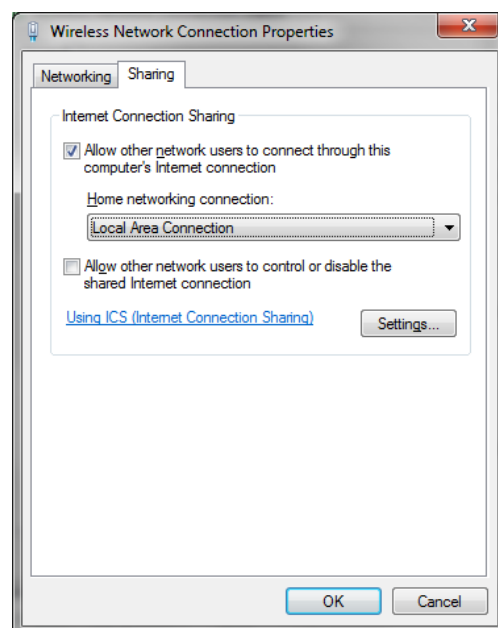 Wireless Network Connection Properties
Networking
Sharing
Internet Connection Sharing
Allow other network users to connect through this
computer's Internet connection
Home networking connection:
Local Area Connection
Allow other network users to control or disable the
shared Internet connection
Using ICS (Internet Connection Sharing)
Settings...
OK
Cancel